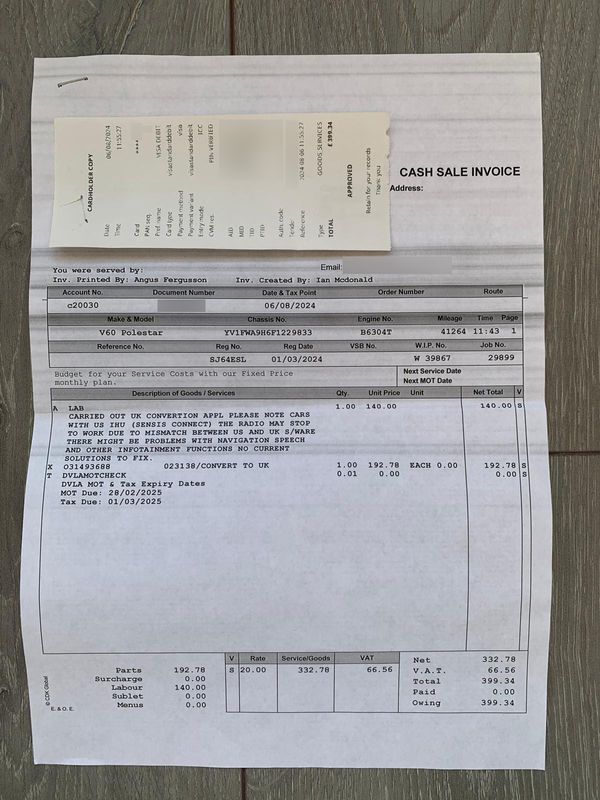 CARDHOLDER COPY
Date 06/08/2024
Time 11:55:27
Card ****
PAN seq.
Pref. name VISA DEBIT
Card type visastandarddebit
Payment method visa
Payment variant visastandarddebit
Entry mode ICC
CVM res. PIN VERIFIED
AID
MID
TID
PTID
Auth. code
Tender
Reference 2024-08-06 11:55:27
Type GOODS SERVICES
TOTAL £ 399.34
APPROVED
Retain for your records
Thank you
CASH SALE INVOICE
Address:
You were served by:
Email:
Inv. Printed By: Angus Fergusson Inv. Created By: Ian Mcdonald
Account No. Document Number Date & Tax Point Order Number Route
c20030 06/08/2024
Make & Model Chassis No. Engine No. Mileage Time Page
V60 Polestar YV1FWA9H6F1229833 B6304T 41264 11:43 1
Reference No. Reg No. Reg Date VSB No. W.I.P. No. Job No.
SJ64ESL 01/03/2024 W 39867 29899
Budget for your Service Costs with our Fixed Price
monthly plan.
Next Service Date
Next MOT Date
Description of Goods / Services Qty. Unit Price Unit Net Total V
A LAB 1.00 140.00 140.00 S
CARRIED OUT UK CONVERTION APPL PLEASE NOTE CARS
WITH US IHU (SENSIS CONNECT) THE RADIO MAY STOP
TO WORK DUE TO MISMATCH BETWEEN US AND UK S/WARE
THERE MIGHT BE PROBLEMS WITH NAVIGATION SPEECH
AND OTHER INFOTAINMENT FUNCTIONS NO CURRENT
SOLUTIONS TO FIX.
X O31493688 023138/CONVERT TO UK 1.00 192.78 EACH 0.00 192.78 S
T DVLAMOTCHECK 0.01 0.00 0.00 S
DVLA MOT & Tax Expiry Dates
MOT Due: 28/02/2025
Tax Due: 01/03/2025
Parts 192.78
Surcharge 0.00
Labour 140.00
Sublet 0.00
Menus 0.00
V Rate Service/Goods VAT
S 20.00 332.78 66.56
Net 332.78
V.A.T. 66.56
Total 399.34
Paid 0.00
Owing 399.34
© CDK Global
E. & O. E.